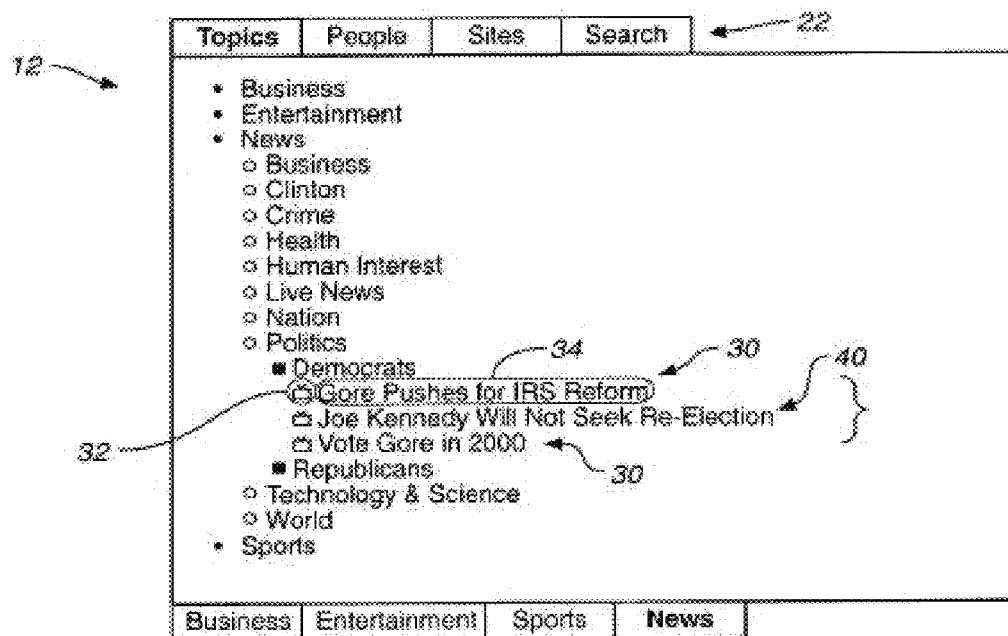 Topics People Sites Search 22
12
• Business
• Entertainment
• News
○ Business
○ Clinton
○ Crime
○ Health
○ Human Interest
○ Live News
○ Nation
○ Politics
34 30 40
■ Democrats
Gore Pushes for IRS Reform
Joe Kennedy Will Not Seek Re-Election
32
Vote Gore in 2000
30
■ Republicans
○ Technology & Science
○ World
• Sports
Business Entertainment Sports News